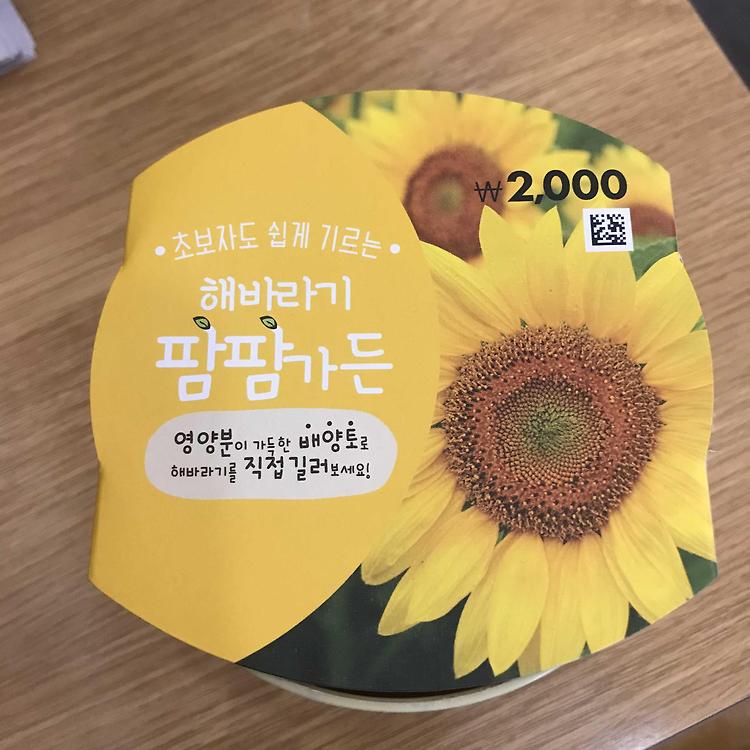 ₩2,000
초보자도 쉽게 기르는
해바라기
팜팜가든
영양분이 가득한 배양토로
해바라기를 직접 길러보세요!